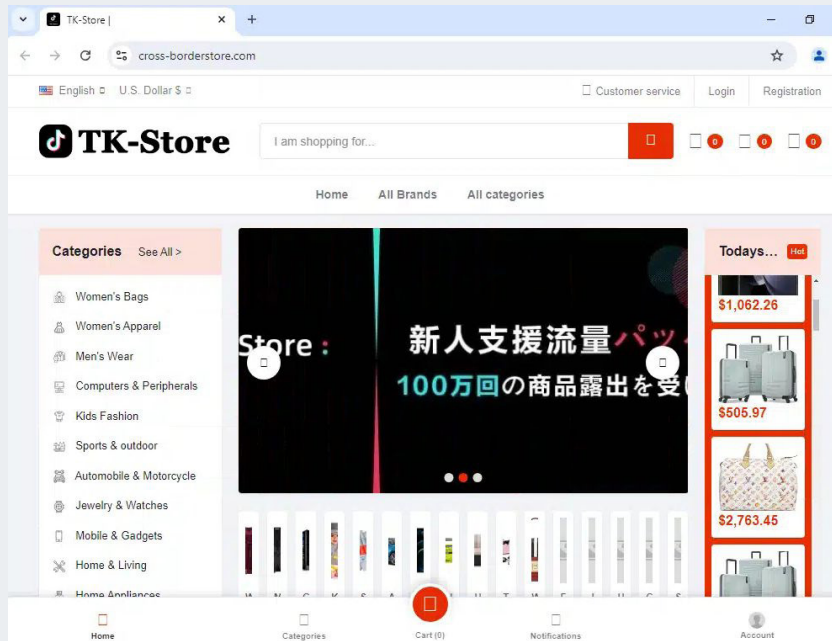 TK-Store |
cross-borderstore.com
English U.S. Dollar $
Customer service Login Registration
TK-Store
I am shopping for...
0 0 0
Home All Brands All categories
Categories See All >
Women's Bags
Women's Apparel
Men's Wear
Computers & Peripherals
Kids Fashion
Sports & outdoor
Automobile & Motorcycle
Jewelry & Watches
Mobile & Gadgets
Home & Living
Home Appliances
Store :
新人支援流量パッ
100万回の商品露出を受
Todays... Hot
$1,062.26
$505.97
$2,763.45
Home
Categories
Cart (0)
Notifications
Account